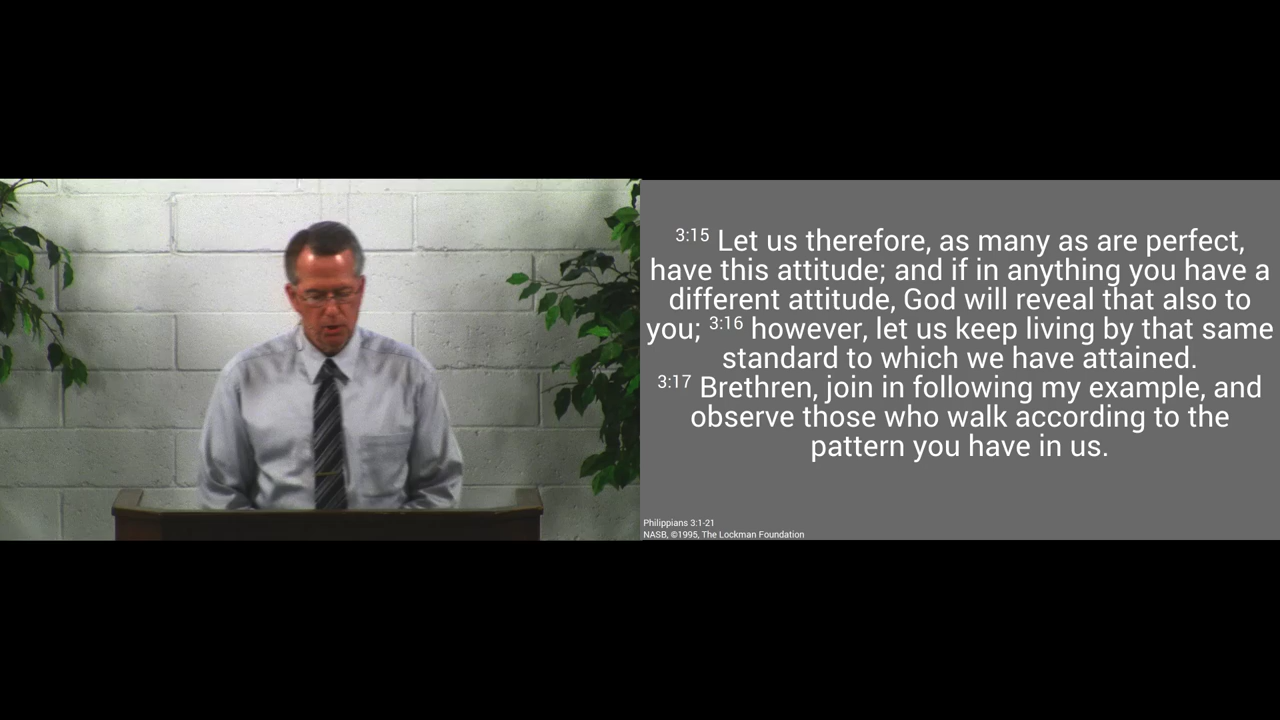 3:15 Let us therefore, as many as are perfect,
have this attitude; and if in anything you have a
different attitude, God will reveal that also to
you; 3:16 however, let us keep living by that same
standard to which we have attained.
3:17 Brethren, join in following my example, and
observe those who walk according to the
pattern you have in us.
Philippians 3:1-21
NASB, ©1995, The Lockman Foundation